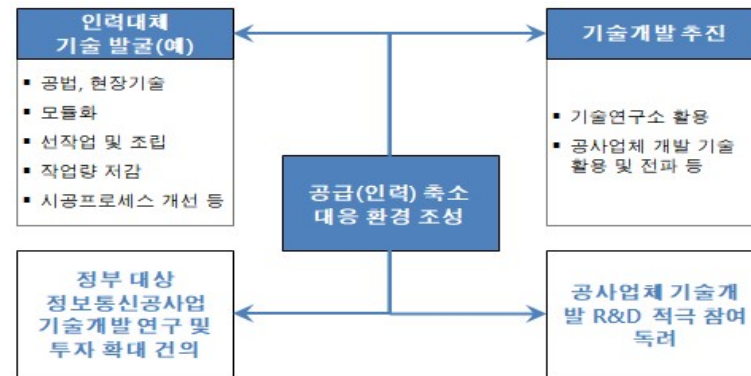 인력대체
기술 발굴(예)
▪ 공법, 현장기술
▪ 모듈화
▪ 선작업 및 조립
▪ 작업량 저감
▪ 시공프로세스 개선 등
기술개발 추진
▪ 기술연구소 활용
▪ 공사업체 개발 기술
활용 및 전파 등
공급(인력) 축소
대응 환경 조성
정부 대상
정보통신공사업
기술개발 연구 및
투자 확대 건의
공사업체 기술개
발 R&D 적극 참여
독려